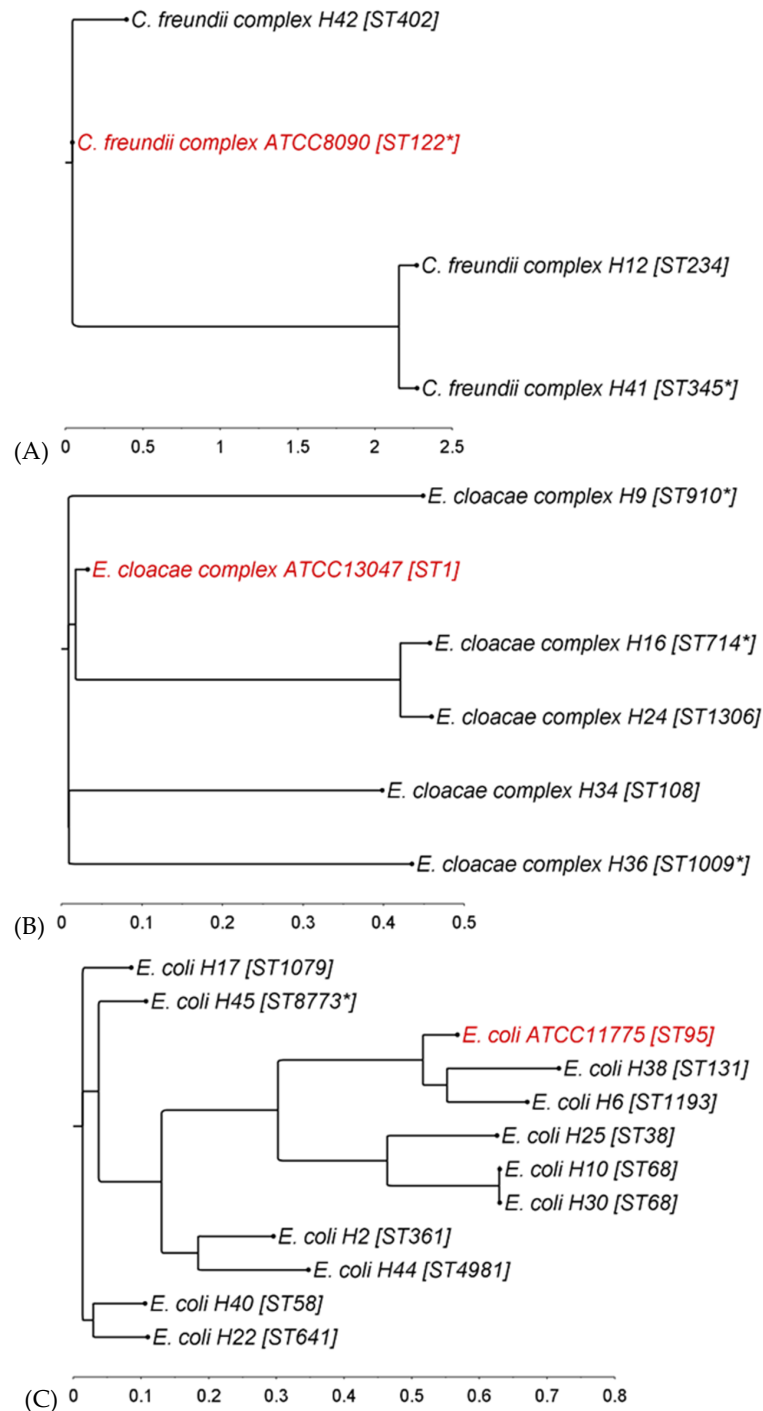 C. freundii complex H42 [ST402]
C. freundii complex ATCC8090 [ST122*]
C. freundii complex H12 [ST234]
C. freundii complex H41 [ST345*]
(A)
0 0.5 1 1.5 2 2.5
E. cloacae complex H9 [ST910*]
E. cloacae complex ATCC13047 [ST1]
E. cloacae complex H16 [ST714*]
E. cloacae complex H24 [ST1306]
E. cloacae complex H34 [ST108]
E. cloacae complex H36 [ST1009*]
(B)
0 0.1 0.2 0.3 0.4 0.5
E. coli H17 [ST1079]
E. coli H45 [ST8773*]
E. coli ATCC11775 [ST95]
E. coli H38 [ST131]
E. coli H6 [ST1193]
E. coli H25 [ST38]
E. coli H10 [ST68]
E. coli H30 [ST68]
E. coli H2 [ST361]
E. coli H44 [ST4981]
E. coli H40 [ST58]
E. coli H22 [ST641]
(C)
0 0.1 0.2 0.3 0.4 0.5 0.6 0.7 0.8